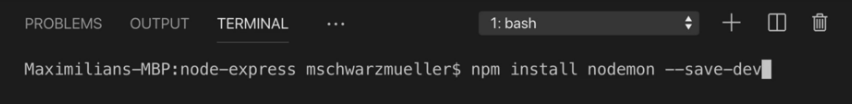 PROBLEMS OUTPUT TERMINAL ... 1: bash
Maximilians-MBP:node-express mschwarzmueller$ npm install nodemon --save-dev